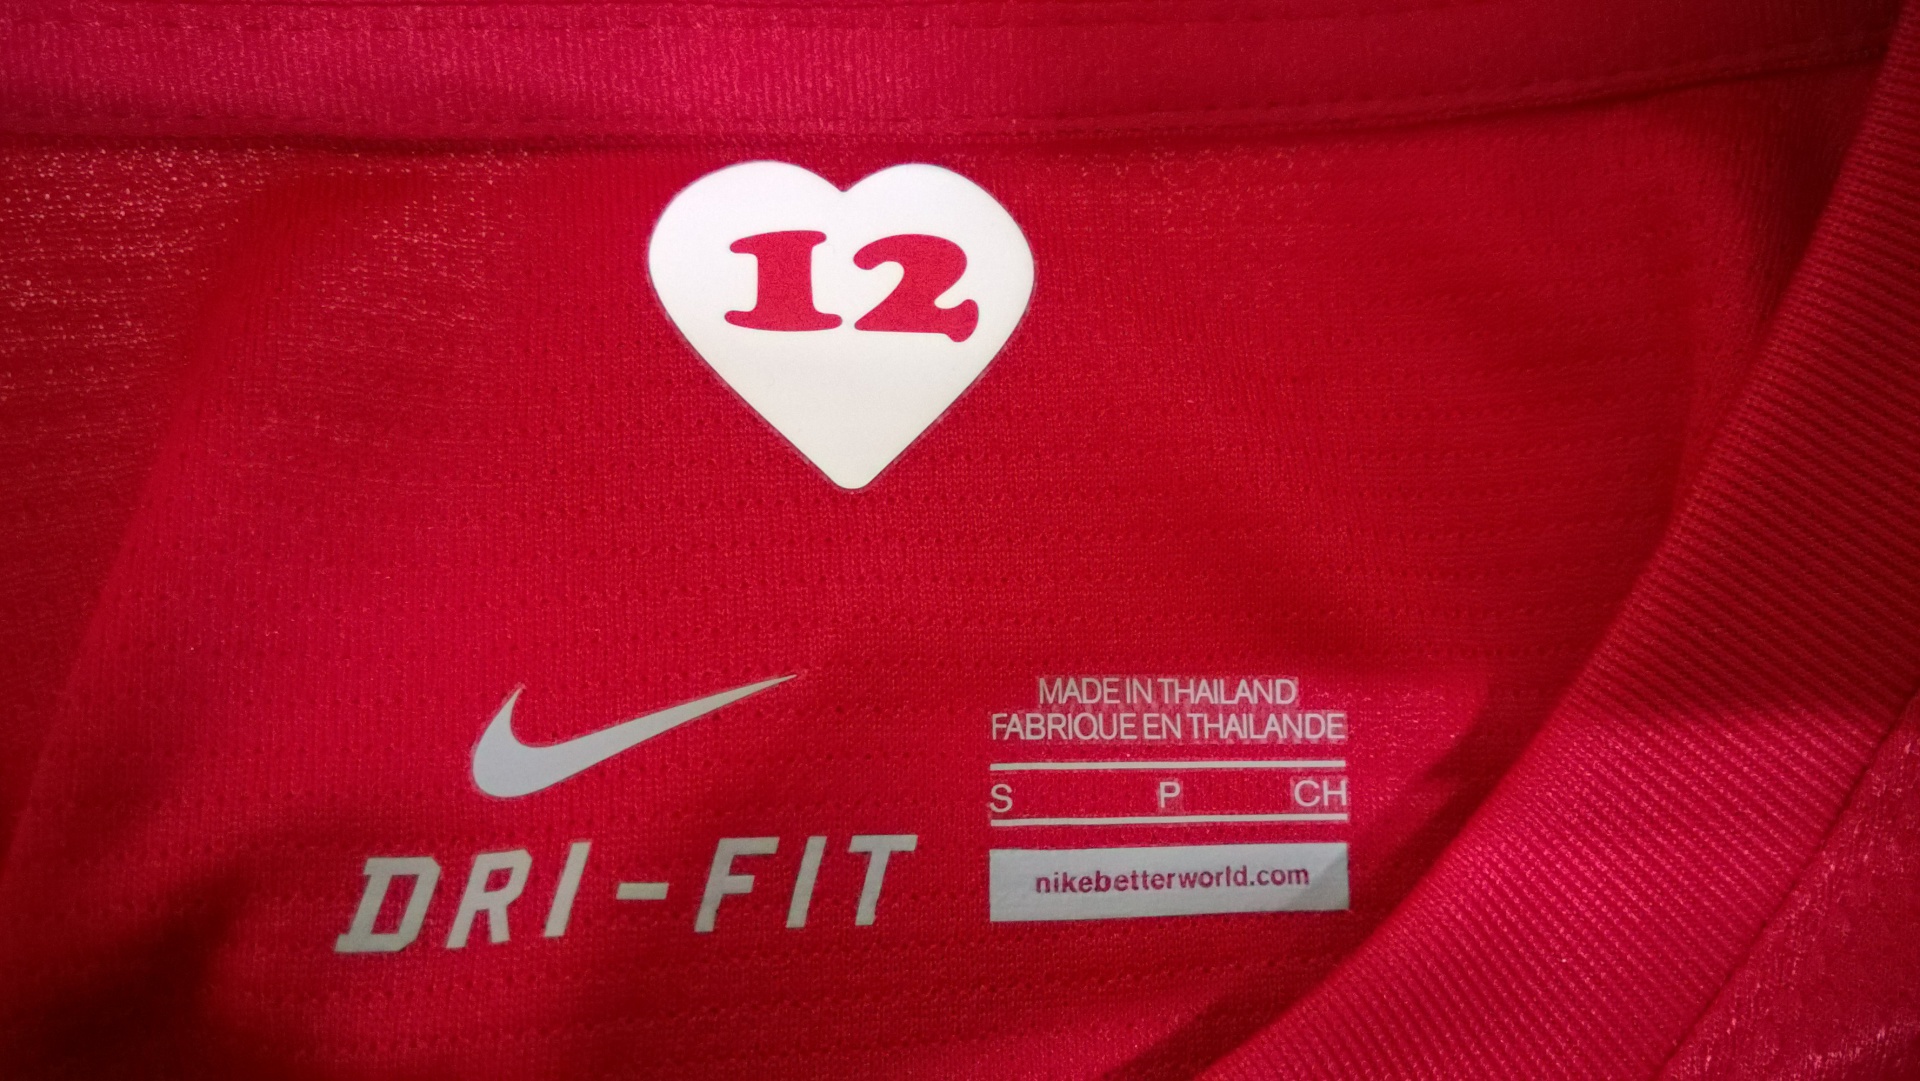 12
DRI-FIT
MADE IN THAILAND
FABRIQUE EN THAILANDE
S P CH
nikebetterworld.com